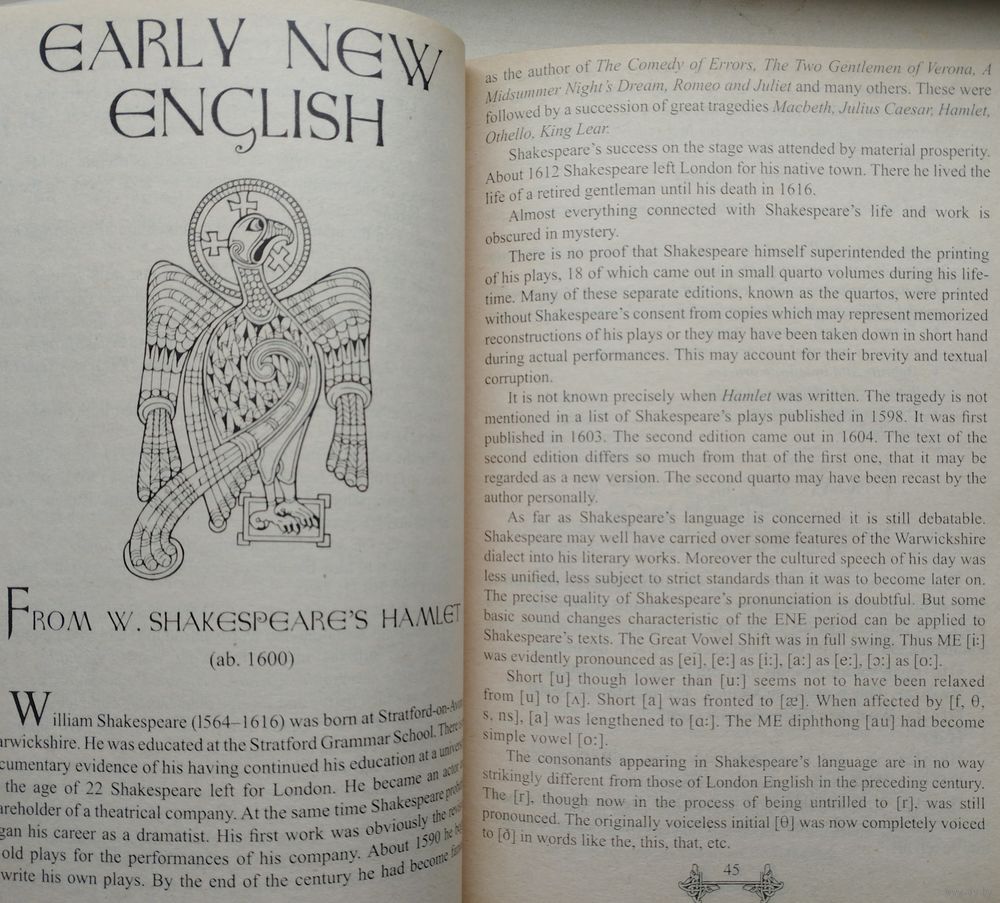 EARLY NEW
ENGLISH
FROM W. SHAKESPEARE'S HAMLET
(ab. 1600)
William Shakespeare (1564–1616) was born at Stratford-on-Avon
arwickshire. He was educated at the Stratford Grammar School. There
cumentary evidence of his having continued his education at a
the age of 22 Shakespeare left for London. He became an actor
areholder of a theatrical company. At the same time Shakespeare
gan his career as a dramatist. His first work was obviously the
old plays for the performances of his company. About 1590 he
write his own plays. By the end of the century he had become
as the author of The Comedy of Errors, The Two Gentlemen of Verona, A
Midsummer Night's Dream, Romeo and Juliet and many others. These were
followed by a succession of great tragedies Macbeth, Julius Caesar, Hamlet,
Othello, King Lear.
Shakespeare's success on the stage was attended by material prosperity.
About 1612 Shakespeare left London for his native town. There he lived the
life of a retired gentleman until his death in 1616.
Almost everything connected with Shakespeare's life and work is
obscured in mystery.
There is no proof that Shakespeare himself superintended the printing
of his plays, 18 of which came out in small quarto volumes during his life-
time. Many of these separate editions, known as the quartos, were printed
without Shakespeare's consent from copies which may represent memorized
reconstructions of his plays or they may have been taken down in short hand
during actual performances. This may account for their brevity and textual
corruption.
It is not known precisely when Hamlet was written. The tragedy is not
mentioned in a list of Shakespeare's plays published in 1598. It was first
published in 1603. The second edition came out in 1604. The text of the
second edition differs so much from that of the first one, that it may be
regarded as a new version. The second quarto may have been recast by the
author personally.
As far as Shakespeare's language is concerned it is still debatable.
Shakespeare may well have carried over some features of the Warwickshire
dialect into his literary works. Moreover the cultured speech of his day was
less unified, less subject to strict standards than it was to become later on.
The precise quality of Shakespeare's pronunciation is doubtful. But some
basic sound changes characteristic of the ENE period can be applied to
Shakespeare's texts. The Great Vowel Shift was in full swing. Thus ME [i:]
was evidently pronounced as [ei], [e:] as [i:], [a:] as [e:], [ɔ:] as [o:].
Short [u] though lower than [u:] seems not to have been relaxed
from [u] to [ʌ]. Short [a] was fronted to [æ]. When affected by [f, θ,
s, ns], [a] was lengthened to [ɑ:]. The ME diphthong [au] had become
simple vowel [o:].
The consonants appearing in Shakespeare's language are in no way
strikingly different from those of London English in the preceding century.
The [r], though now in the process of being untrilled to [r], was still
pronounced. The originally voiceless initial [θ] was now completely voiced
to [ð] in words like the, this, that, etc.
45